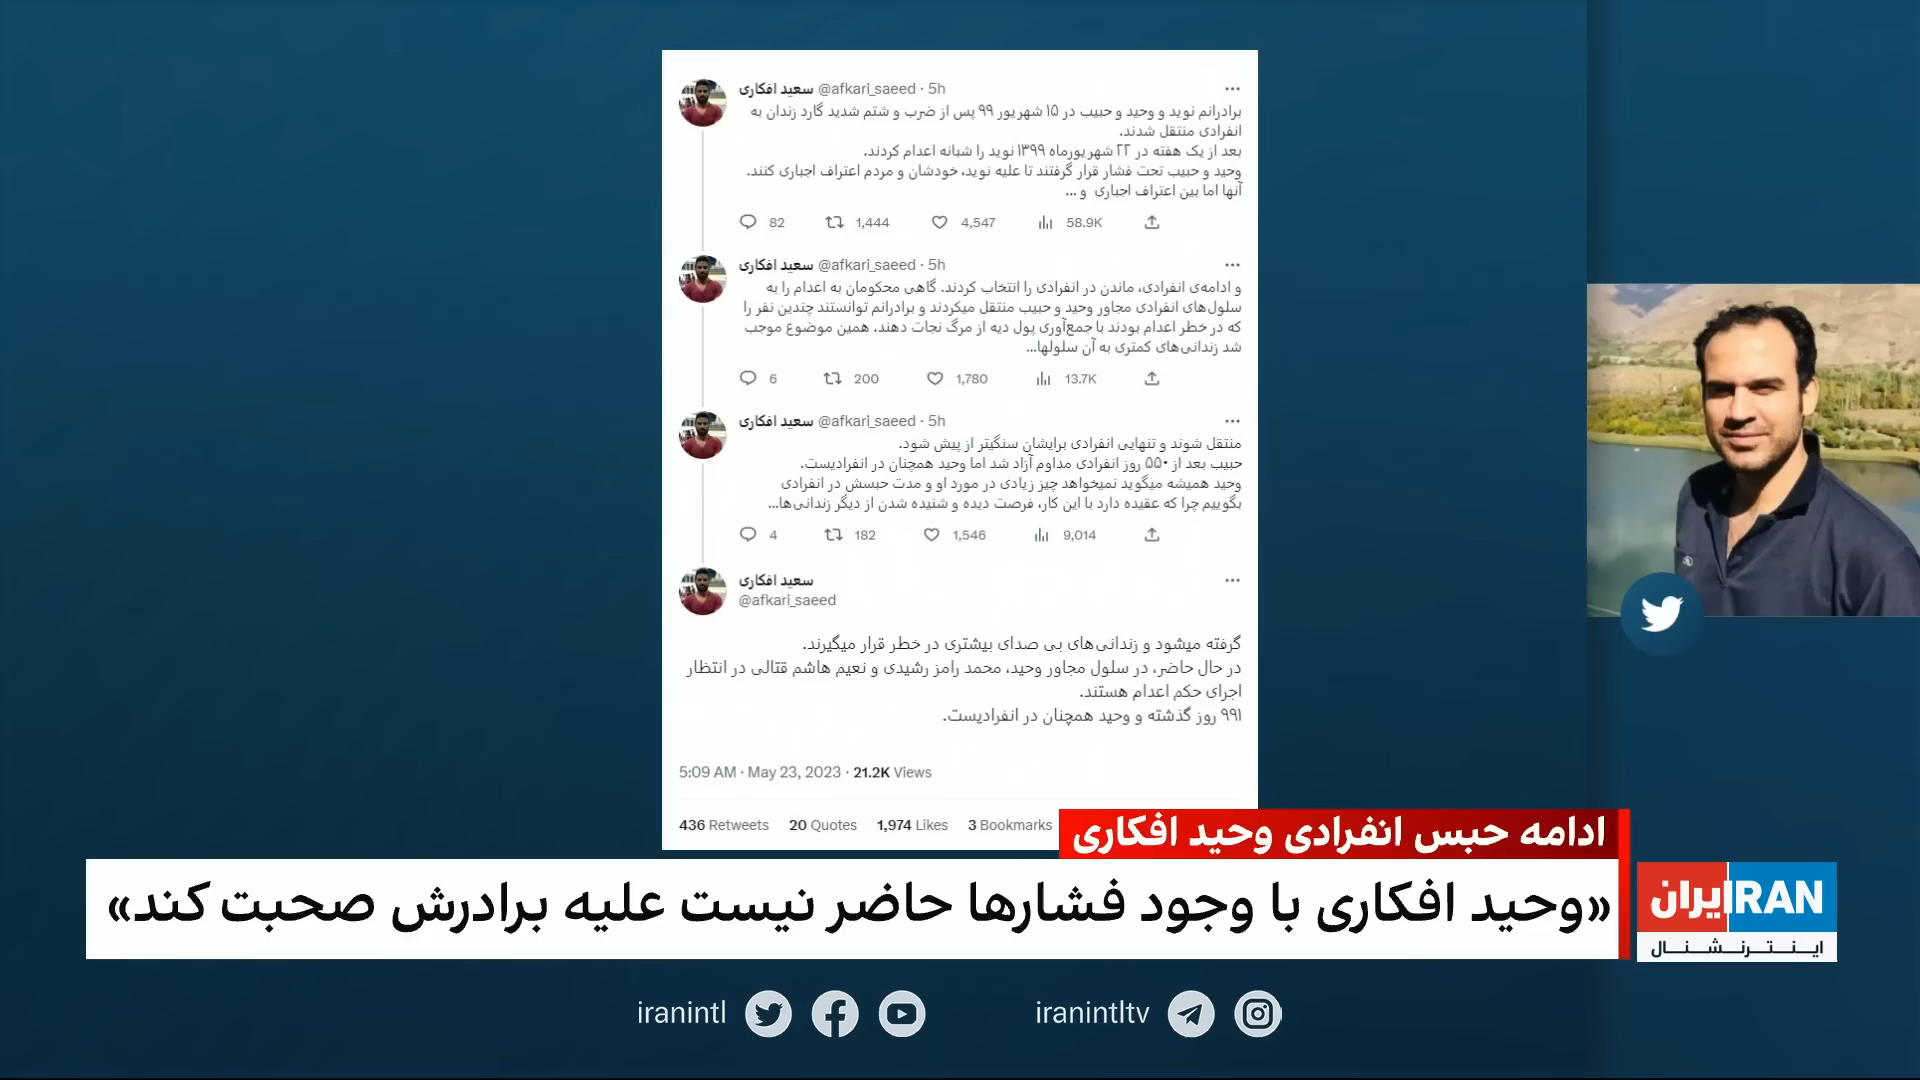 سعید افکاری @afkari_saeed · 5h
برادرانم نوید و وحید و حبیب در ۱۵ شهریور ۹۹ پس از ضرب و شتم شدید گارد زندان به
انفرادی منتقل شدند.
بعد از یک هفته در ۲۲ شهریورماه ۱۳۹۹ نوید را شبانه اعدام کردند.
وحید و حبیب تحت فشار قرار گرفتند تا علیه نوید، خودشان و مردم اعتراف اجباری کنند.
آنها اما بین اعتراف اجباری و ...
82 1,444 4,547 58.9K
سعید افکاری @afkari_saeed · 5h
و ادامه‌ی انفرادی، ماندن در انفرادی را انتخاب کردند. گاهی محکومان به اعدام را به
سلول‌های انفرادی مجاور وحید و حبیب منتقل میکردند و برادرانم توانستند چندین نفر را
که در خطر اعدام بودند با جمع‌آوری پول دیه از مرگ نجات دهند. همین موضوع موجب
شد زندانی‌های کمتری به آن سلولها...
6 200 1,780 13.7K
سعید افکاری @afkari_saeed · 5h
منتقل شوند و تنهایی انفرادی برایشان سنگیتر از پیش شود.
حبیب بعد از ۵۵۰ روز انفرادی مداوم آزاد شد اما وحید همچنان در انفرادیست.
وحید همیشه میگوید نمیخواهد چیز زیادی در مورد او و مدت حبسش در انفرادی
بگوییم چرا که عقیده دارد با این کار، فرصت دیده و شنیده شدن از دیگر زندانی‌ها...
4 182 1,546 9,014
سعید افکاری
@afkari_saeed
گرفته میشود و زندانی‌های بی صدای بیشتری در خطر قرار میگیرند.
در حال حاضر، در سلول مجاور وحید، محمد رامز رشیدی و نعیم هاشم قتالی در انتظار
اجرای حکم اعدام هستند.
۹۹۱ روز گذشته و وحید همچنان در انفرادیست.
5:09 AM · May 23, 2023 · 21.2K Views
436 Retweets 20 Quotes 1,974 Likes 3 Bookmarks
ادامه حبس انفرادی وحید افکاری
«وحید افکاری با وجود فشارها حاضر نیست علیه برادرش صحبت کند»
ایران IRAN
اینترنشنال
iranintl
iranintltv